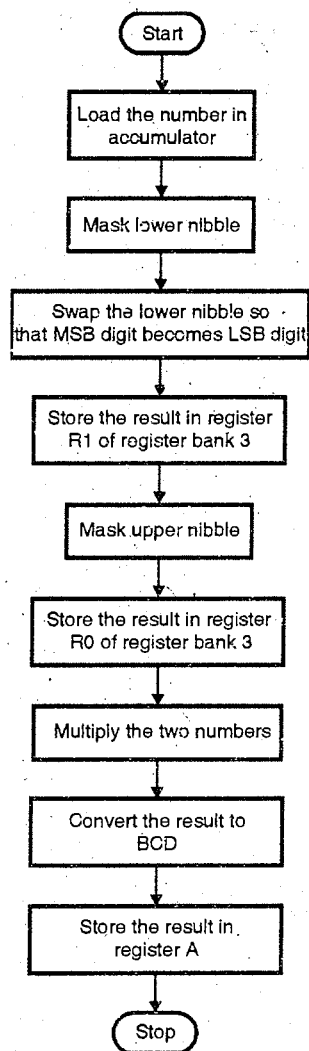 Start
Load the number in
accumulator
Mask lower nibble
Swap the lower nibble so
that MSB digit becomes LSB digit
Store the result in register
R1 of register bank 3
Mask upper nibble
Store the result in register
R0 of register bank 3
Multiply the two numbers
Convert the result to
BCD
Store the result in
register A
Stop